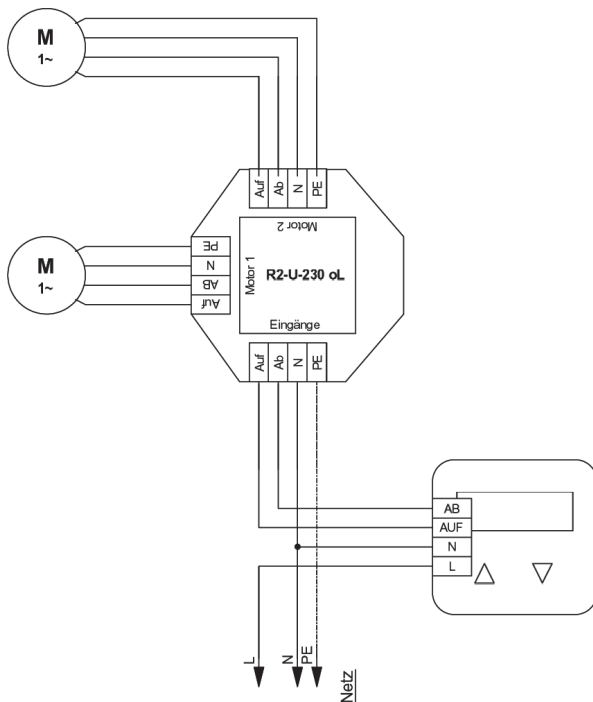 M
1~
Auf
Ab
N
PE
Motor 2
M
1~
PE
N
AB
Auf
Motor 1
R2-U-230 oL
Eingänge
Auf
Ab
N
PE
AB
AUF
N
L
L
N
PE
Netz